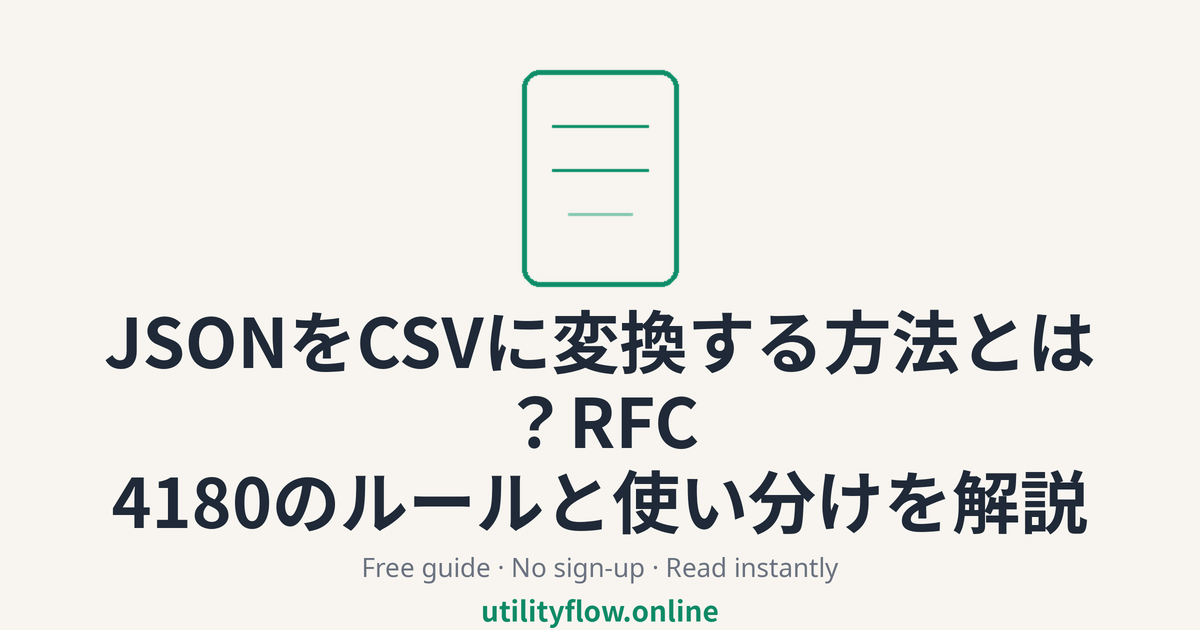 JSONをCSVに変換する方法とは
？RFC
4180のルールと使い分けを解説
Free guide · No sign-up · Read instantly
utilityflow.online